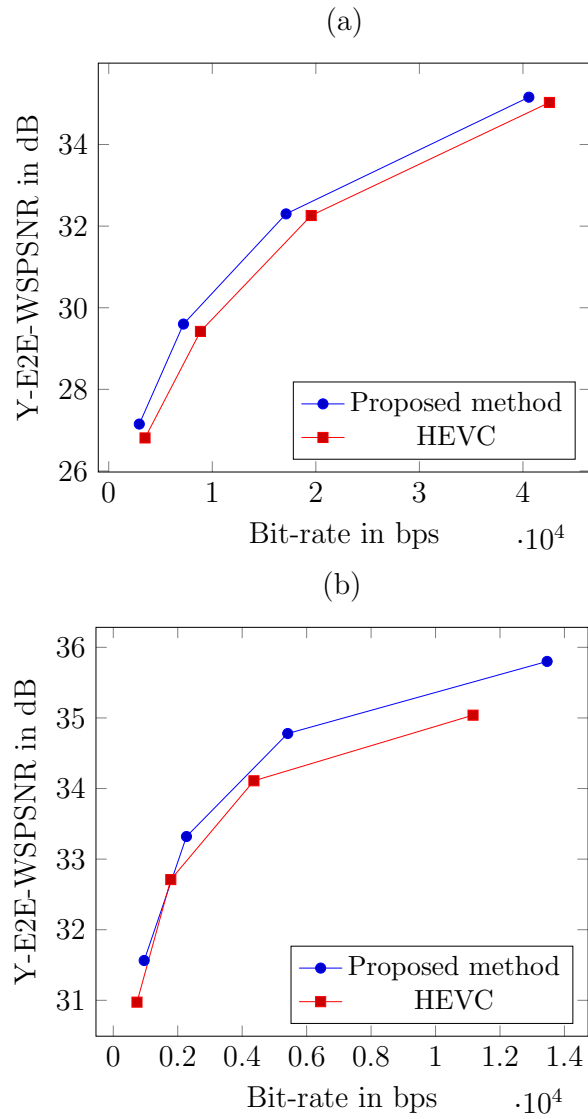 (a)
34
32
30
28
26
Y-E2E-WSPSNR in dB
Proposed method
HEVC
0 1 2 3 4
Bit-rate in bps
·10⁴
(b)
36
35
34
33
32
31
Y-E2E-WSPSNR in dB
Proposed method
HEVC
0 0.2 0.4 0.6 0.8 1 1.2 1.4
Bit-rate in bps
·10⁴